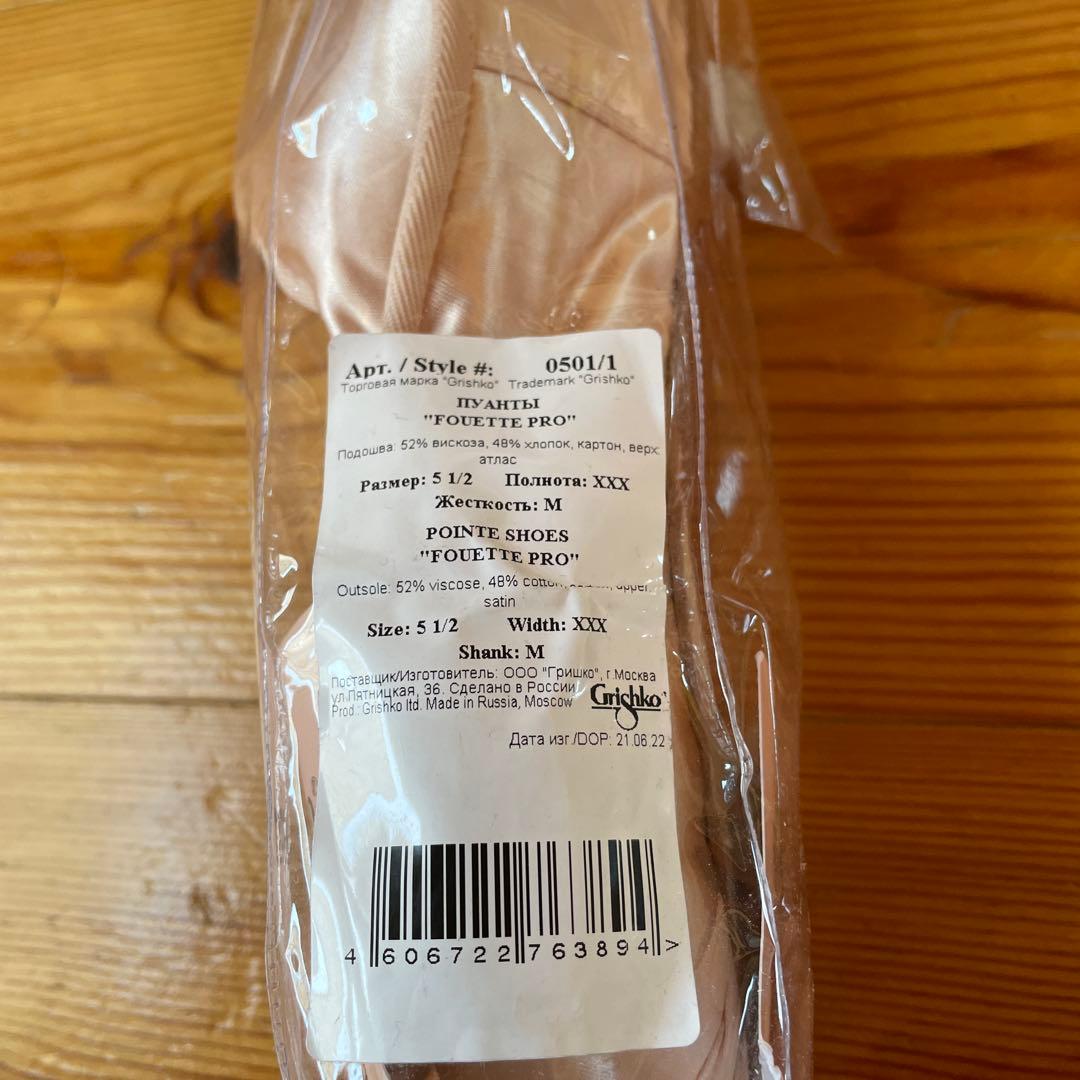 Арт. / Style #: 0501/1
Торговая марка "Grishko" Trademark "Grishko"
ПУАНТЫ
"FOUETTE PRO"
Подошва: 52% вискоза, 48% хлопок, картон, верх:
атлас
Размер: 5 1/2 Полнота: XXX
Жесткость: M
POINTE SHOES
"FOUETTE PRO"
Outsole: 52% viscose, 48% cotton, upper:
satin
Size: 5 1/2 Width: XXX
Shank: M
Поставщик/Изготовитель: ООО "Гришко", г.Москва
ул.Пятницкая, 36. Сделано в России
Prod.: Grishko ltd. Made in Russia, Moscow
Grishko
Дата изг./DOP: 21.06.22
4 606722 763894 >